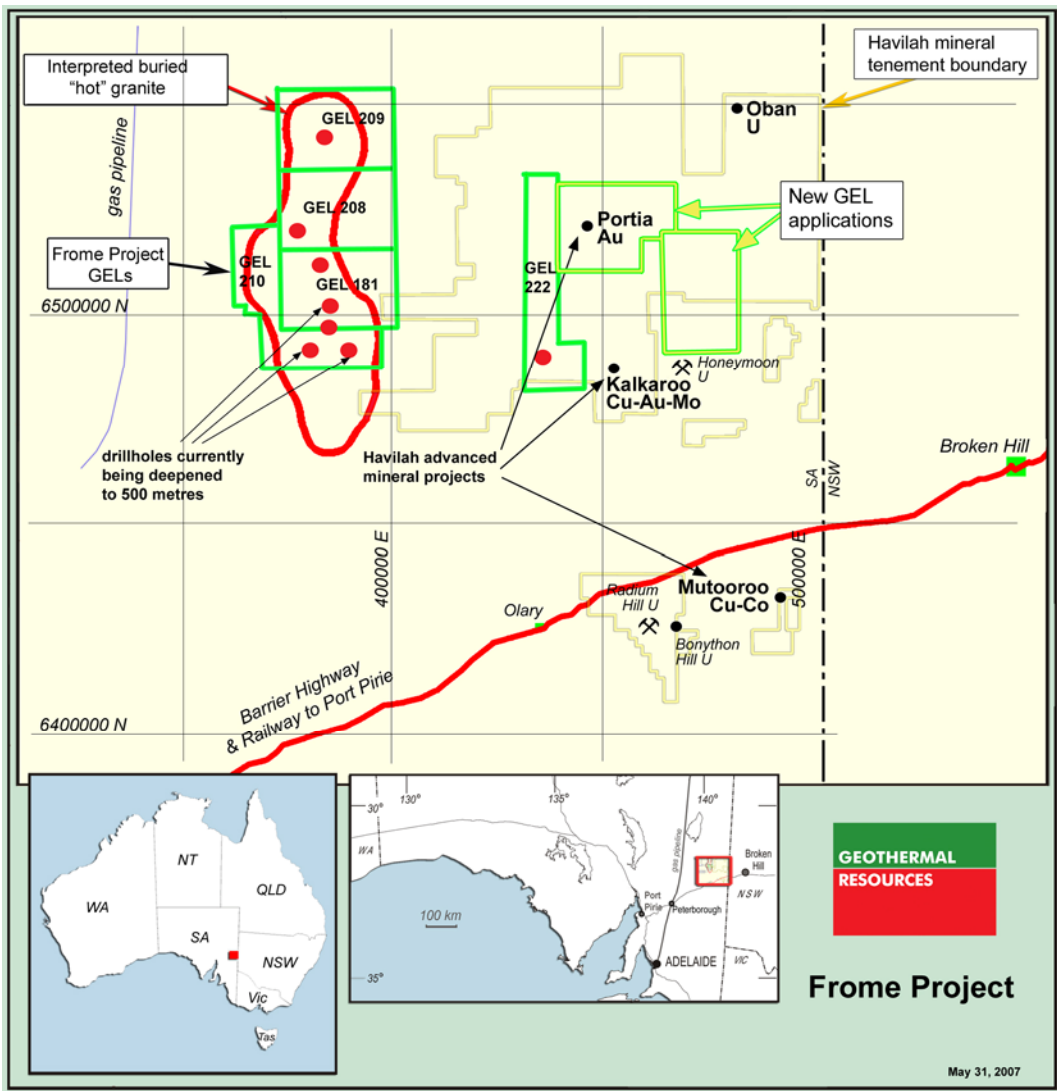 Interpreted buried
“hot” granite
Havilah mineral
tenement boundary
gas pipeline
GEL 209
Oban
U
GEL 208
Portia
Au
New GEL
applications
Frome Project
GELs
GEL
210
GEL 181
GEL
222
6500000 N
Honeymoon
U
Kalkaroo
Cu-Au-Mo
drillholes currently
being deepened
to 500 metres
Havilah advanced
mineral projects
Broken Hill
SA
NSW
400000 E
500000 E
Mutooroo
Cu-Co
Radium
Hill U
Olary
Bonython
Hill U
Barrier Highway
& Railway to Port Pirie
6400000 N
NT
WA
QLD
SA
NSW
Vic
Tas
130°
135°
140°
30°
WA
gas pipeline
Broken
Hill
NSW
Port
Pirie
Peterborough
100 km
ADELAIDE
VIC
35°
GEOTHERMAL
RESOURCES
Frome Project
May 31, 2007